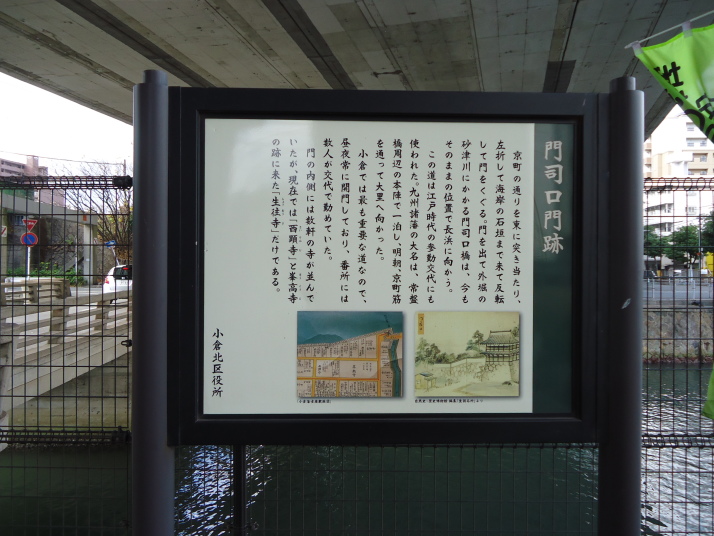 門司口門跡
京町の通りを東に突き当たり、
左折して海岸の石垣まで来て反転
して門をくぐる。門を出て外堀の
砂津川にかかる門司口橋は、今も
そのままの位置で長浜に向かう。
この道は江戸時代の参勤交代にも
使われた。九州諸藩の大名は、常盤
橋周辺の本陣で一泊し、明朝、京町筋
を通って大里へ向かった。
小倉では最も重要な道なので、
昼夜常に開門しており、番所には
数人が交代で勤めていた。
門の内側には数軒の寺が並んで
いたが、現在では「西顕寺」と峯高寺
の跡に来た「生往寺」だけである。
小倉北区役所